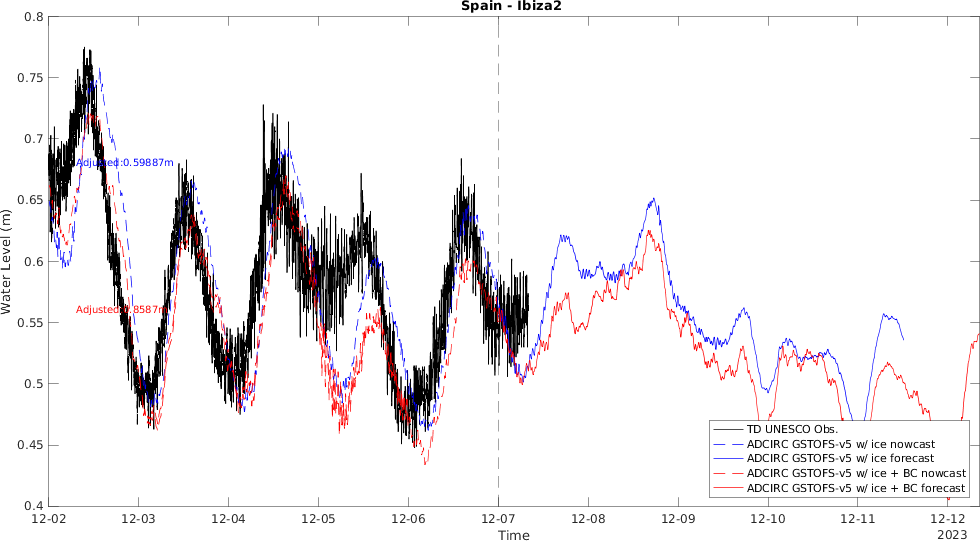 Spain - Ibiza2
0.8
0.75
0.7
0.65
0.6
0.55
0.5
0.45
0.4
Water Level (m)
Adjusted:0.59887m
TD UNESCO Obs.
ADCIRC GSTOFS-v5 w/ ice nowcast
ADCIRC GSTOFS-v5 w/ ice forecast
ADCIRC GSTOFS-v5 w/ ice + BC nowcast
ADCIRC GSTOFS-v5 w/ ice + BC forecast
12-02 12-03 12-04 12-05 12-06 12-07 12-08 12-09 12-10 12-11 12-12
Time
2023